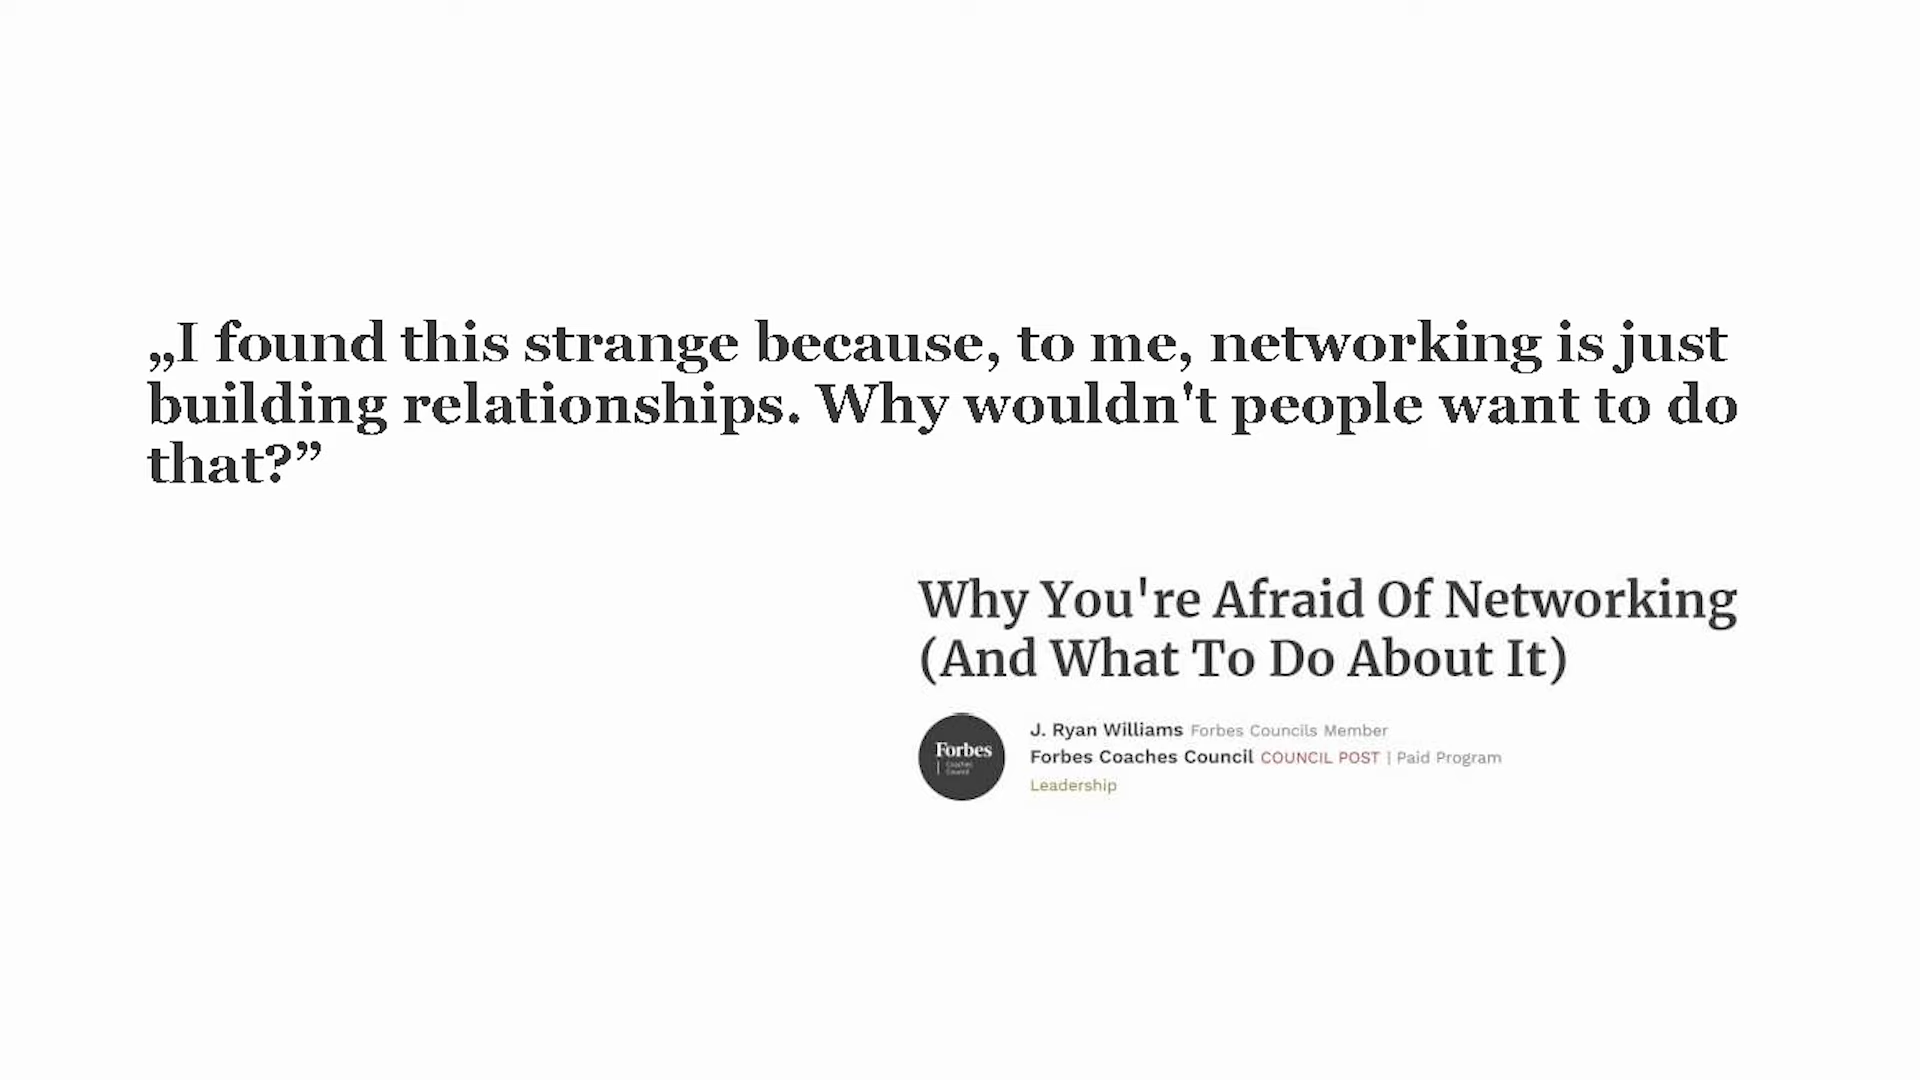 „I found this strange because, to me, networking is just
building relationships. Why wouldn't people want to do
that?”
Why You're Afraid Of Networking
(And What To Do About It)
J. Ryan Williams Forbes Councils Member
Forbes Coaches Council COUNCIL POST | Paid Program
Leadership
Forbes
Coaches
Council